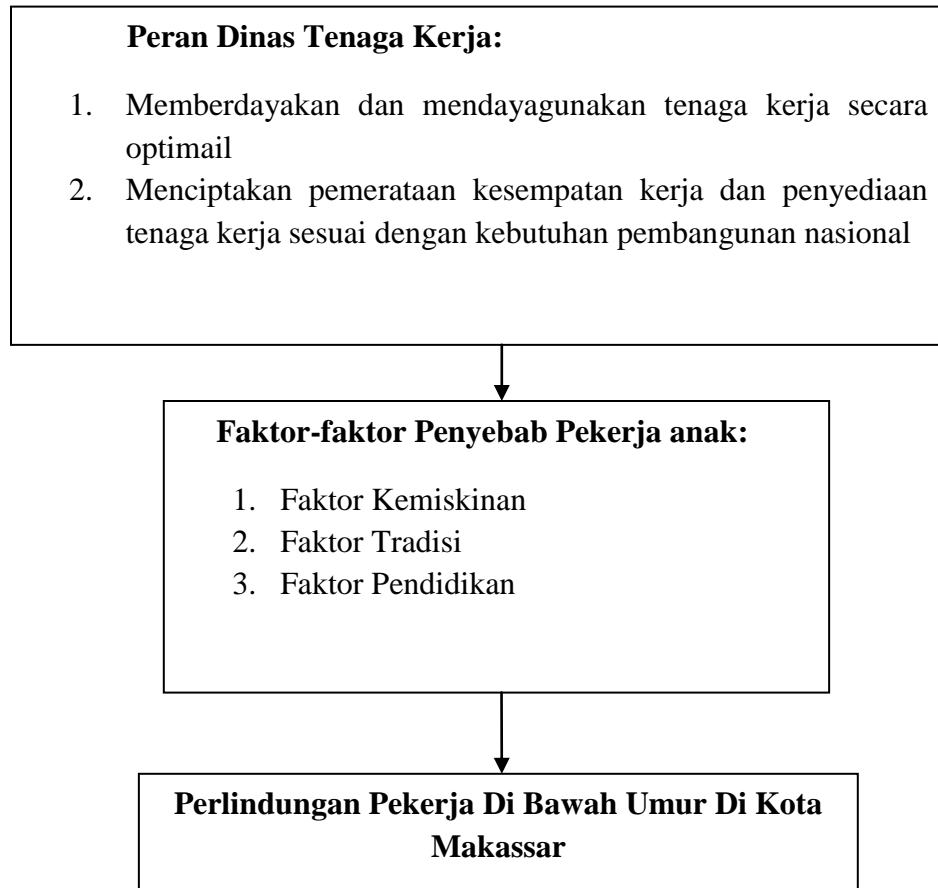 Peran Dinas Tenaga Kerja:
1. Memberdayakan dan mendayagunakan tenaga kerja secara
optimail
2. Menciptakan pemerataan kesempatan kerja dan penyediaan
tenaga kerja sesuai dengan kebutuhan pembangunan nasional
Faktor-faktor Penyebab Pekerja anak:
1. Faktor Kemiskinan
2. Faktor Tradisi
3. Faktor Pendidikan
Perlindungan Pekerja Di Bawah Umur Di Kota
Makassar